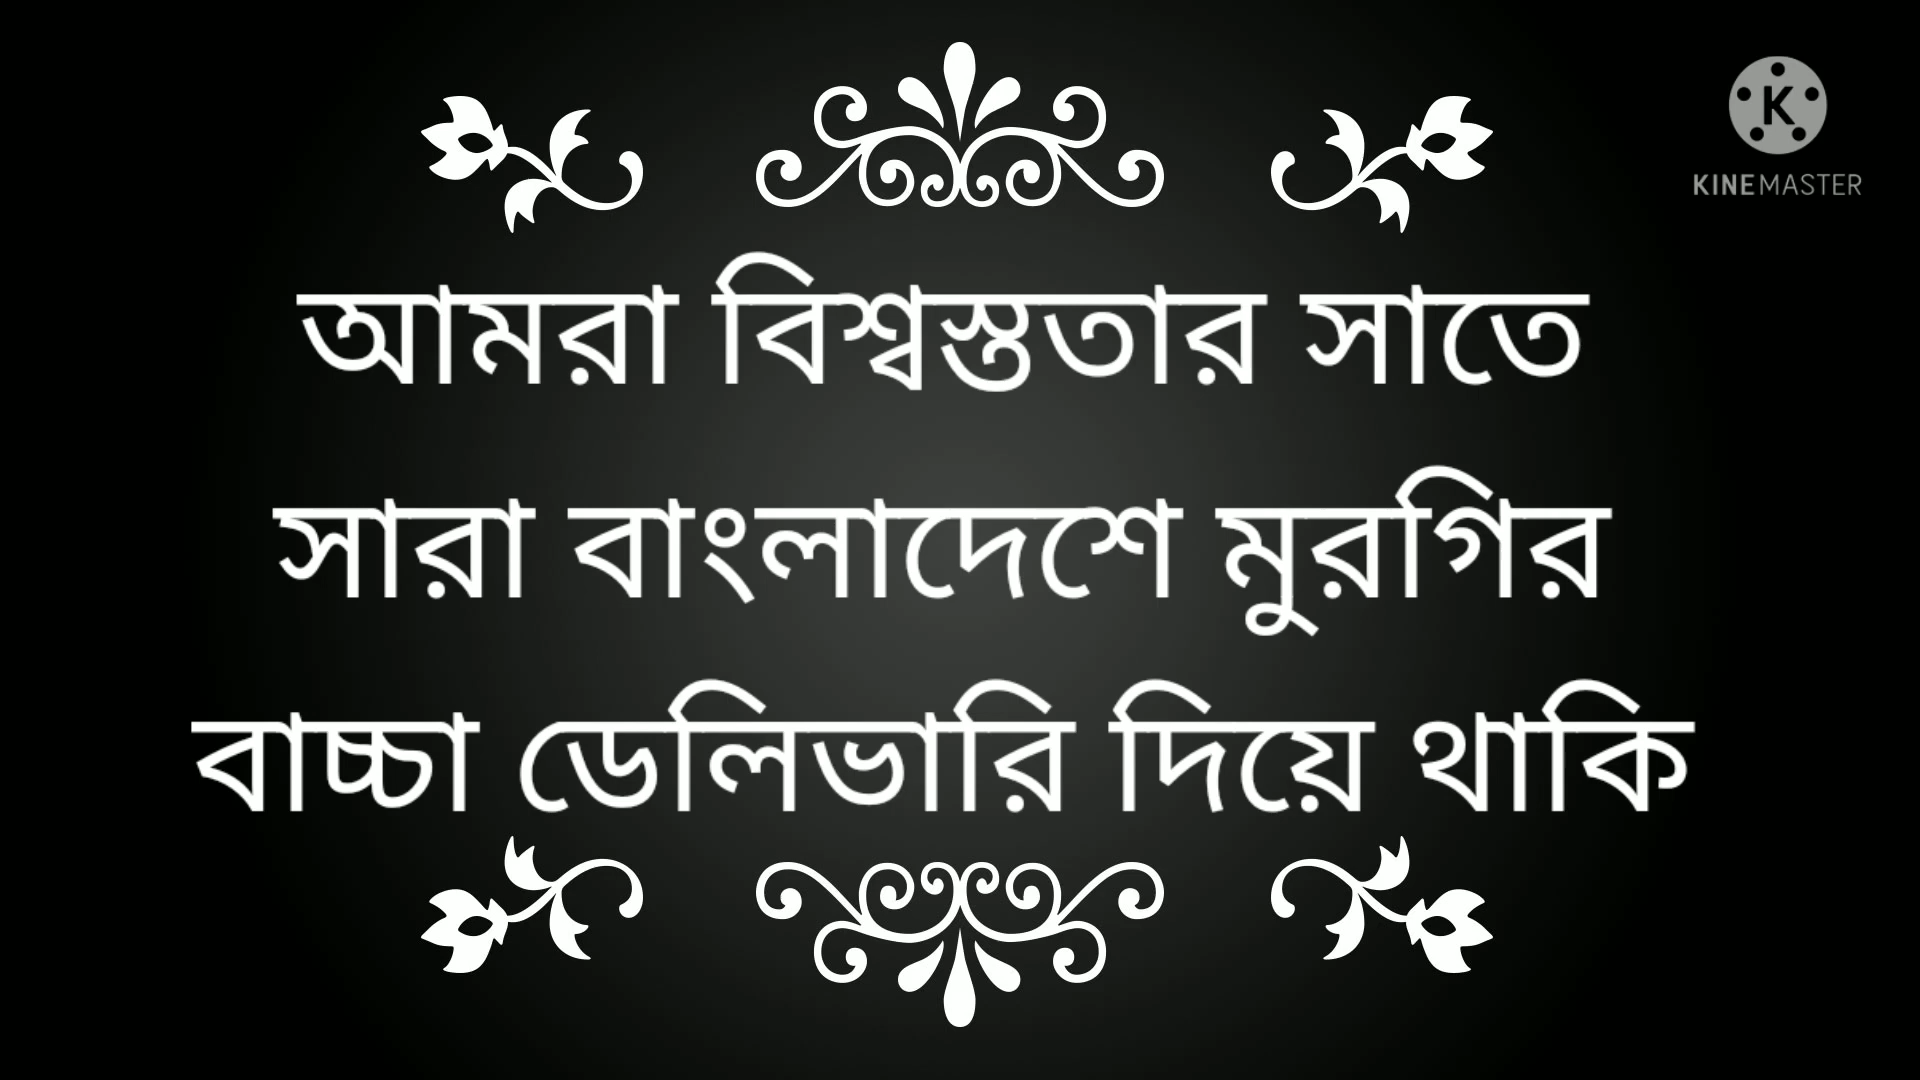 KINEMASTER
আমরা বিশ্বস্ততার সাতে
সারা বাংলাদেশে মুরগির
বাচ্চা ডেলিভারি দিয়ে থাকি